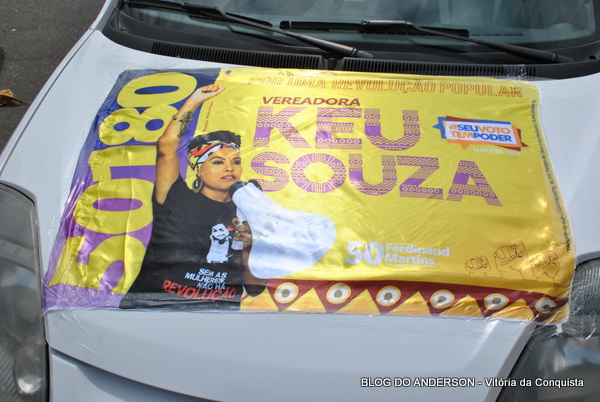 POR UMA REVOLUÇÃO POPULAR
VEREADORA
KEU
SOUZA
50180
#SEUVOTO
TEMPODER
50 Ferdinand
Martins
SEM AS
MULHERES
NÃO HÁ
REVOLUÇÃO
BLOG DO ANDERSON - Vitória da Conquista